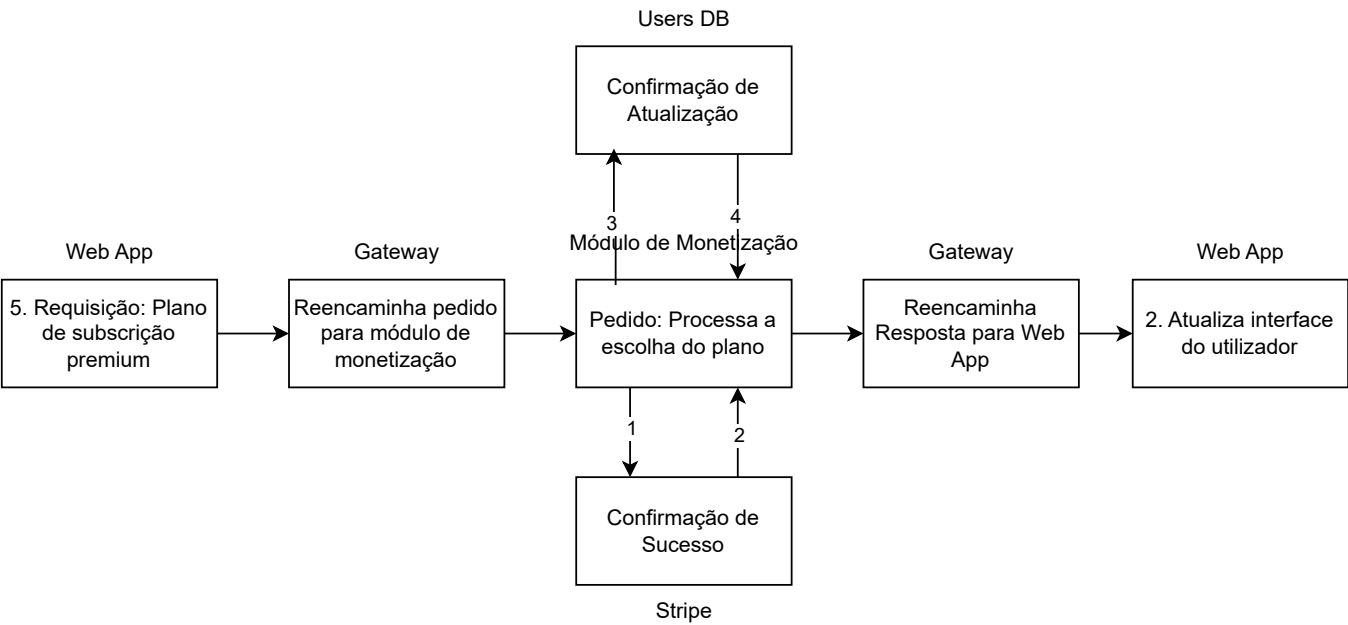 Users DB
Confirmação de
Atualização
3
4
Módulo de Monetização
Web App
5. Requisição: Plano
de subscrição
premium
Gateway
Reencaminha pedido
para módulo de
monetização
Pedido: Processa a
escolha do plano
Gateway
Reencaminha
Resposta para Web
App
Web App
2. Atualiza interface
do utilizador
1
2
Confirmação de
Sucesso
Stripe